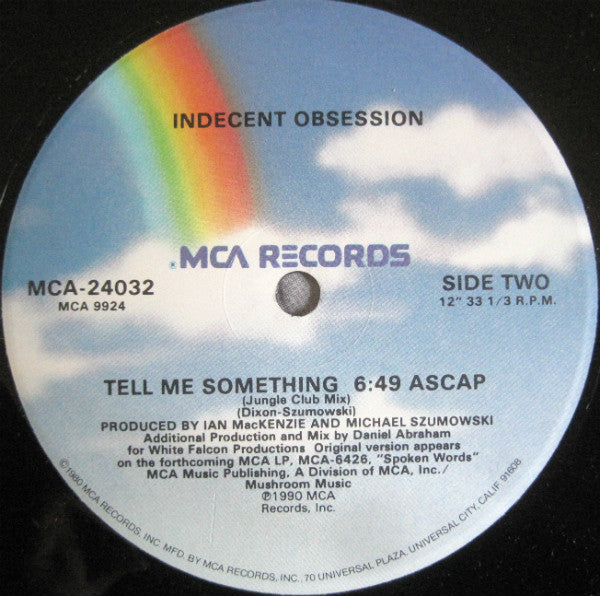 INDECENT OBSESSION
MCA RECORDS
MCA-24032
MCA 9924
SIDE TWO
12" 33 1/3 R.P.M.
TELL ME SOMETHING 6:49 ASCAP
(Jungle Club Mix)
(Dixon-Szumowski)
PRODUCED BY IAN MacKENZIE AND MICHAEL SZUMOWSKI
Additional Production and Mix by Daniel Abraham
for White Falcon Productions Original version appears
on the forthcoming MCA LP, MCA-6426, "Spoken Words"
MCA Music Publishing, A Division of MCA, Inc./
Mushroom Music
℗1990 MCA
Records, Inc.
©1990 MCA RECORDS, INC. MFD. BY MCA RECORDS, INC. 70 UNIVERSAL PLAZA, UNIVERSAL CITY, CALIF. 91608